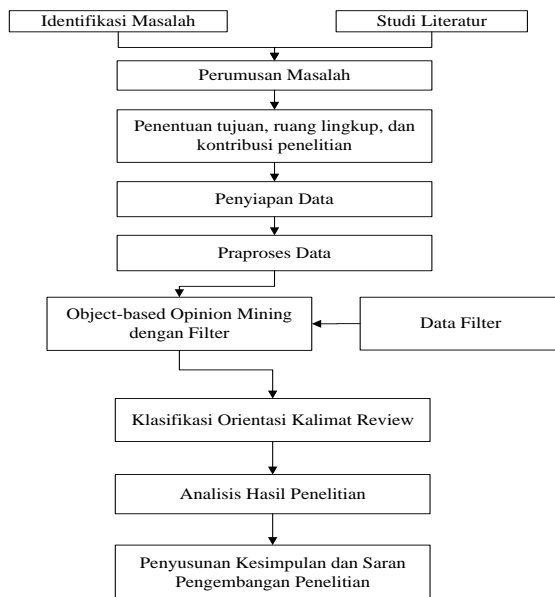 Identifikasi Masalah
Studi Literatur
Perumusan Masalah
Penentuan tujuan, ruang lingkup, dan
kontribusi penelitian
Penyiapan Data
Praproses Data
Object-based Opinion Mining
dengan Filter
Data Filter
Klasifikasi Orientasi Kalimat Review
Analisis Hasil Penelitian
Penyusunan Kesimpulan dan Saran
Pengembangan Penelitian